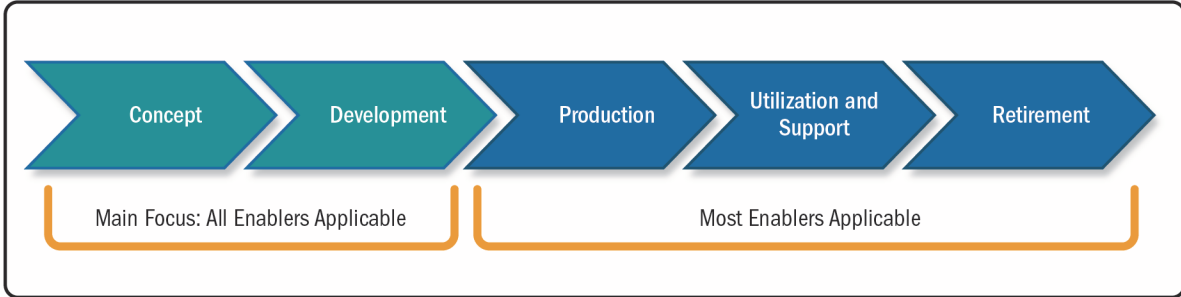 Concept
Development
Production
Utilization and
Support
Retirement
Main Focus: All Enablers Applicable
Most Enablers Applicable